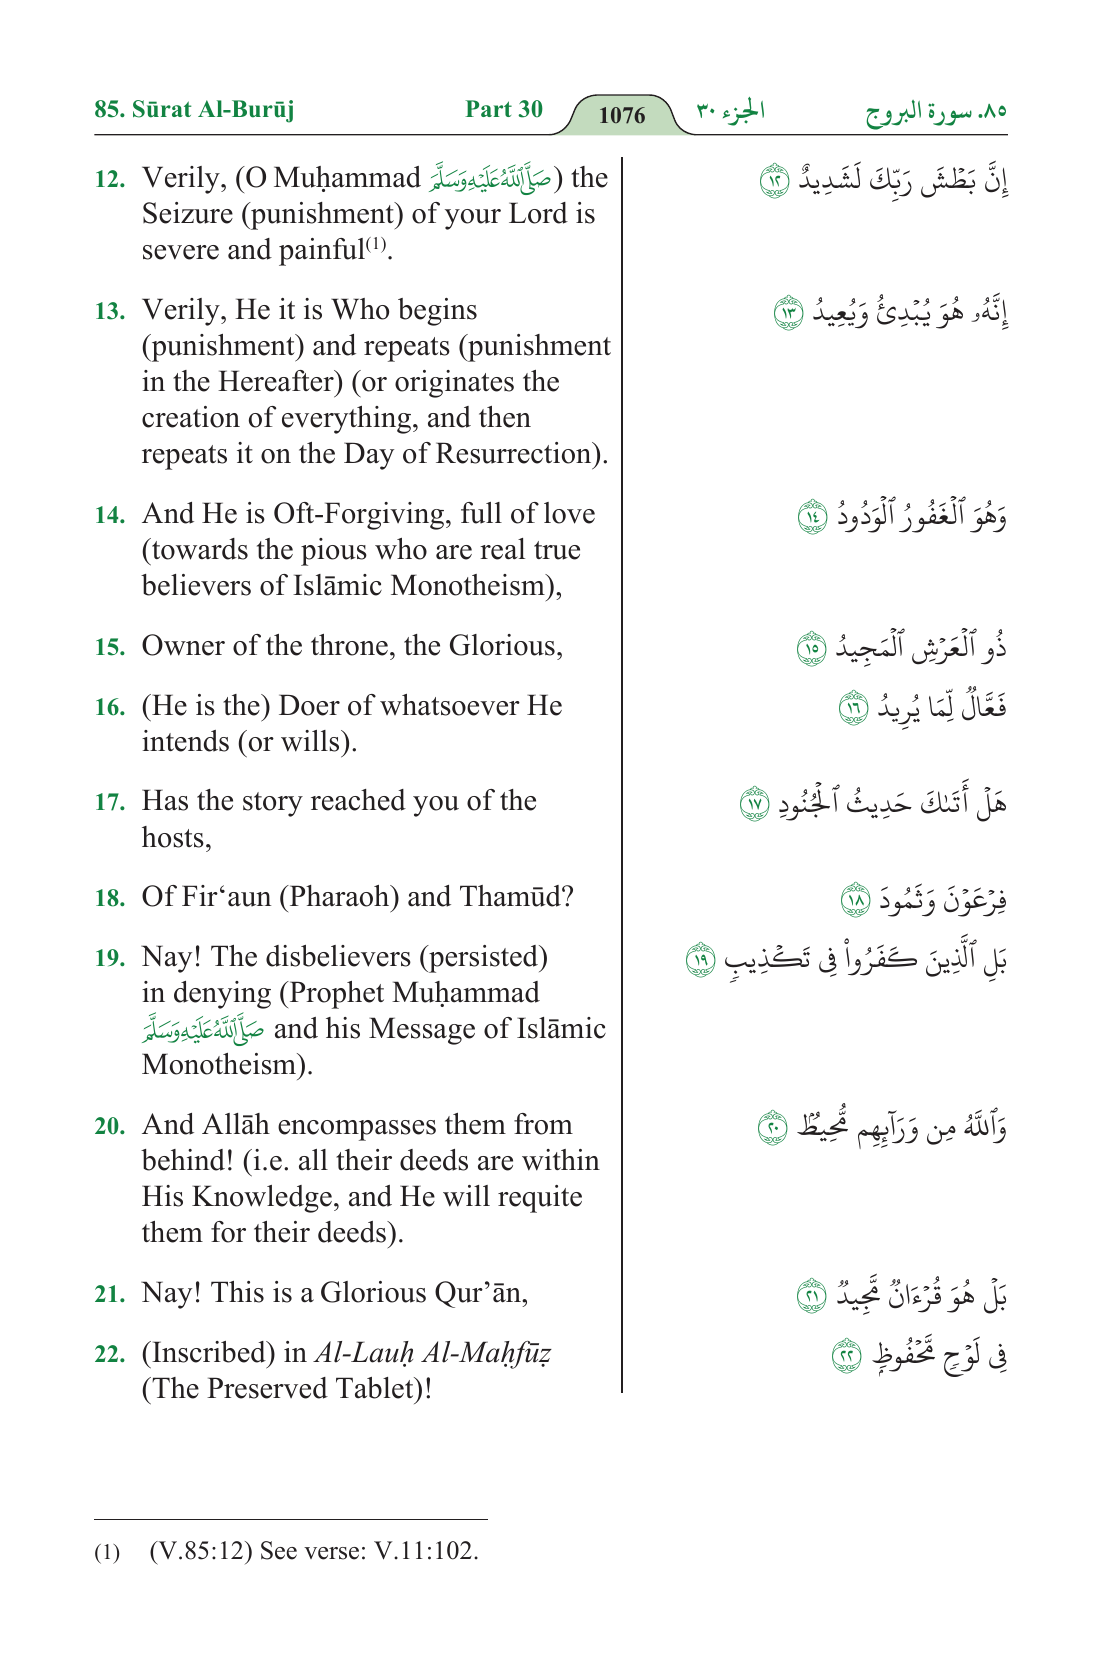 85. Sūrat Al-Burūj Part 30 1076 الجزء ٣٠ ٨٥. سورة البروج
12. Verily, (O Muḥammad صَلَّى اللَّهُ عَلَيْهِ وَسَلَّمَ) the
Seizure (punishment) of your Lord is
severe and painful(1).
إِنَّ بَطْشَ رَبِّكَ لَشَدِيدٌ ١٢
13. Verily, He it is Who begins
(punishment) and repeats (punishment
in the Hereafter) (or originates the
creation of everything, and then
repeats it on the Day of Resurrection).
إِنَّهُۥ هُوَ يُبْدِئُ وَيُعِيدُ ١٣
14. And He is Oft-Forgiving, full of love
(towards the pious who are real true
believers of Islāmic Monotheism),
وَهُوَ ٱلْغَفُورُ ٱلْوَدُودُ ١٤
15. Owner of the throne, the Glorious,
ذُو ٱلْعَرْشِ ٱلْمَجِيدُ ١٥
16. (He is the) Doer of whatsoever He
intends (or wills).
فَعَّالٌ لِّمَا يُرِيدُ ١٦
17. Has the story reached you of the
hosts,
هَلْ أَتَىٰكَ حَدِيثُ ٱلْجُنُودِ ١٧
18. Of Fir‘aun (Pharaoh) and Thamūd?
فِرْعَوْنَ وَثَمُودَ ١٨
19. Nay! The disbelievers (persisted)
in denying (Prophet Muḥammad
صَلَّى اللَّهُ عَلَيْهِ وَسَلَّمَ and his Message of Islāmic
Monotheism).
بَلِ ٱلَّذِينَ كَفَرُوا۟ فِى تَكْذِيبٍ ١٩
20. And Allāh encompasses them from
behind! (i.e. all their deeds are within
His Knowledge, and He will requite
them for their deeds).
وَٱللَّهُ مِن وَرَآئِهِم مُّحِيطٌ ٢٠
21. Nay! This is a Glorious Qur’ān,
بَلْ هُوَ قُرْءَانٌ مَّجِيدٌ ٢١
22. (Inscribed) in Al-Lauḥ Al-Maḥfūẓ
(The Preserved Tablet)!
فِى لَوْحٍ مَّحْفُوظٍ ٢٢
(1) (V.85:12) See verse: V.11:102.